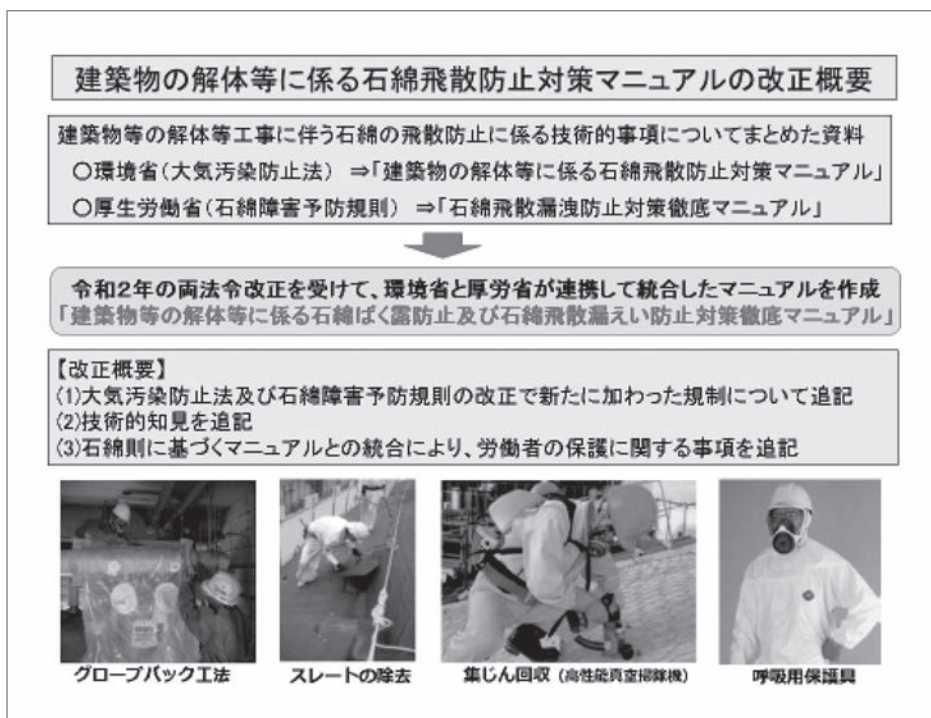 建築物の解体等に係る石綿飛散防止対策マニュアルの改正概要
建築物等の解体等工事に伴う石綿の飛散防止に係る技術的事項についてまとめた資料
○環境省(大気汚染防止法) ⇒「建築物の解体等に係る石綿飛散防止対策マニュアル」
○厚生労働省(石綿障害予防規則) ⇒「石綿飛散漏洩防止対策徹底マニュアル」
令和2年の両法令改正を受けて、環境省と厚労省が連携して統合したマニュアルを作成
「建築物等の解体等に係る石綿ばく露防止及び石綿飛散漏えい防止対策徹底マニュアル」
【改正概要】
(1)大気汚染防止法及び石綿障害予防規則の改正で新たに加わった規制について追記
(2)技術的知見を追記
(3)石綿則に基づくマニュアルとの統合により、労働者の保護に関する事項を追記
グローブバック工法
スレートの除去
集じん回収 (高性能真空掃除機)
呼吸用保護具